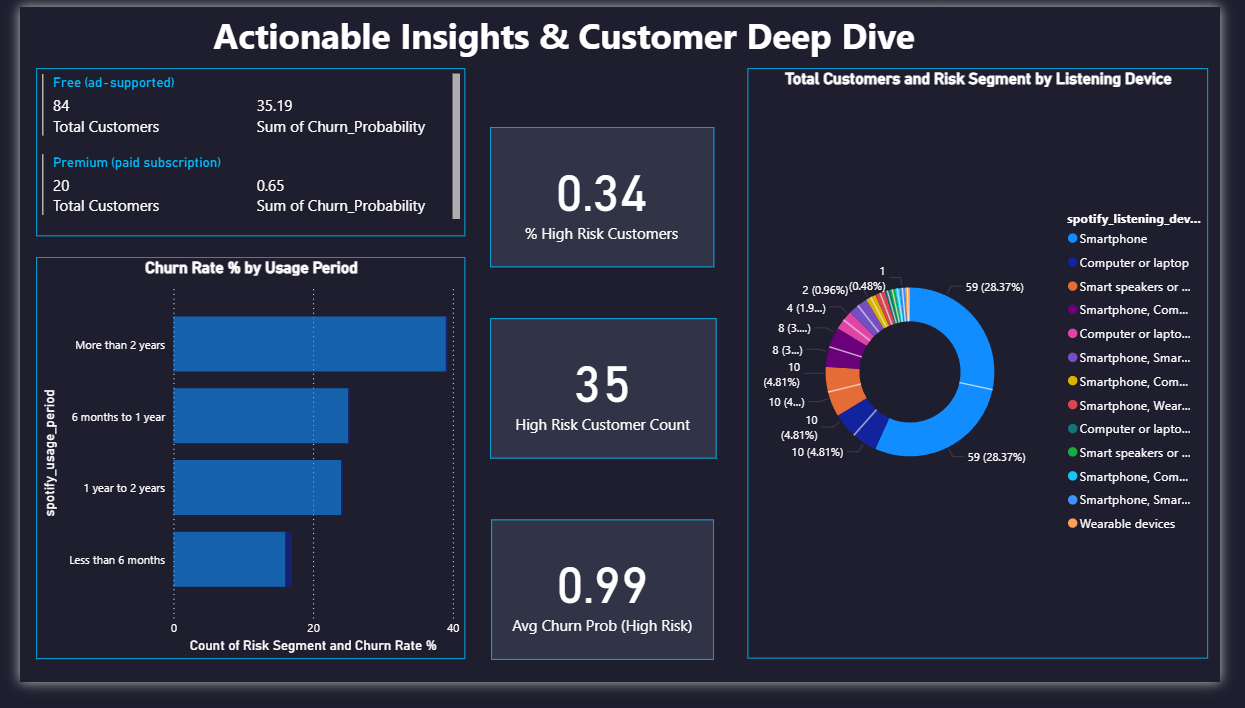 Actionable Insights & Customer Deep Dive
Free (ad-supported)
84 35.19
Total Customers Sum of Churn_Probability
Premium (paid subscription)
20 0.65
Total Customers Sum of Churn_Probability
Churn Rate % by Usage Period
spotify_usage_period
More than 2 years
6 months to 1 year
1 year to 2 years
Less than 6 months
0 20 40
Count of Risk Segment and Churn Rate %
0.34
% High Risk Customers
35
High Risk Customer Count
0.99
Avg Churn Prob (High Risk)
Total Customers and Risk Segment by Listening Device
1
(0.48%)
2 (0.96%)
4 (1.9...)
8 (3....)
8 (3...)
10
(4.81%)
10 (4...)
10
(4.81%)
10 (4.81%)
59 (28.37%)
59 (28.37%)
spotify_listening_dev...
Smartphone
Computer or laptop
Smart speakers or ...
Smartphone, Com...
Computer or lapto...
Smartphone, Smar...
Smartphone, Com...
Smartphone, Wear...
Computer or lapto...
Smart speakers or ...
Smartphone, Com...
Smartphone, Smar...
Wearable devices